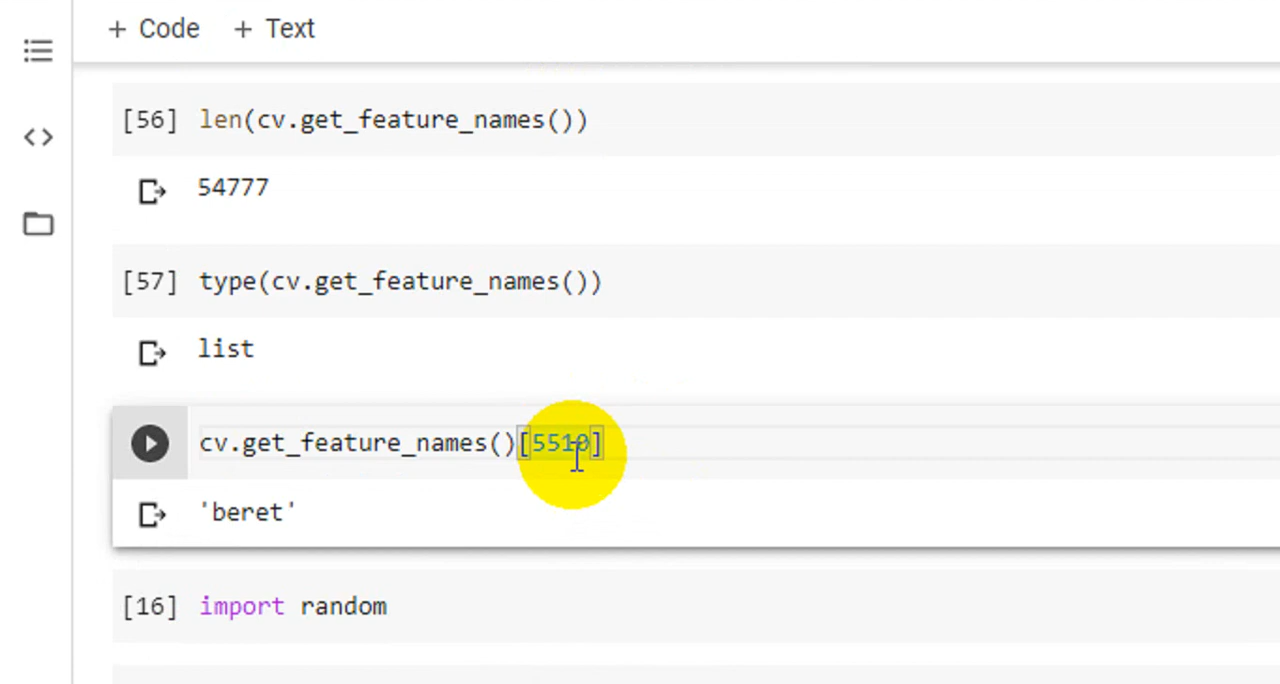 + Code + Text
[56] len(cv.get_feature_names())
54777
[57] type(cv.get_feature_names())
list
cv.get_feature_names()[5510]
'beret'
[16] import random